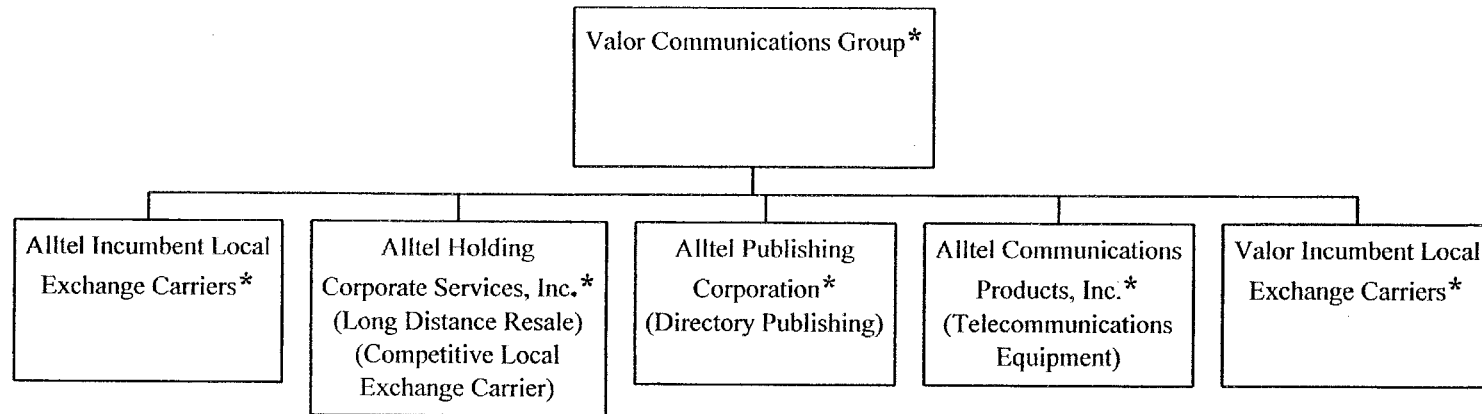 Valor Communications Group*
Alltel Incumbent Local
Exchange Carriers*
Alltel Holding
Corporate Services, Inc.*
(Long Distance Resale)
(Competitive Local
Exchange Carrier)
Alltel Publishing
Corporation*
(Directory Publishing)
Alltel Communications
Products, Inc.*
(Telecommunications
Equipment)
Valor Incumbent Local
Exchange Carriers*